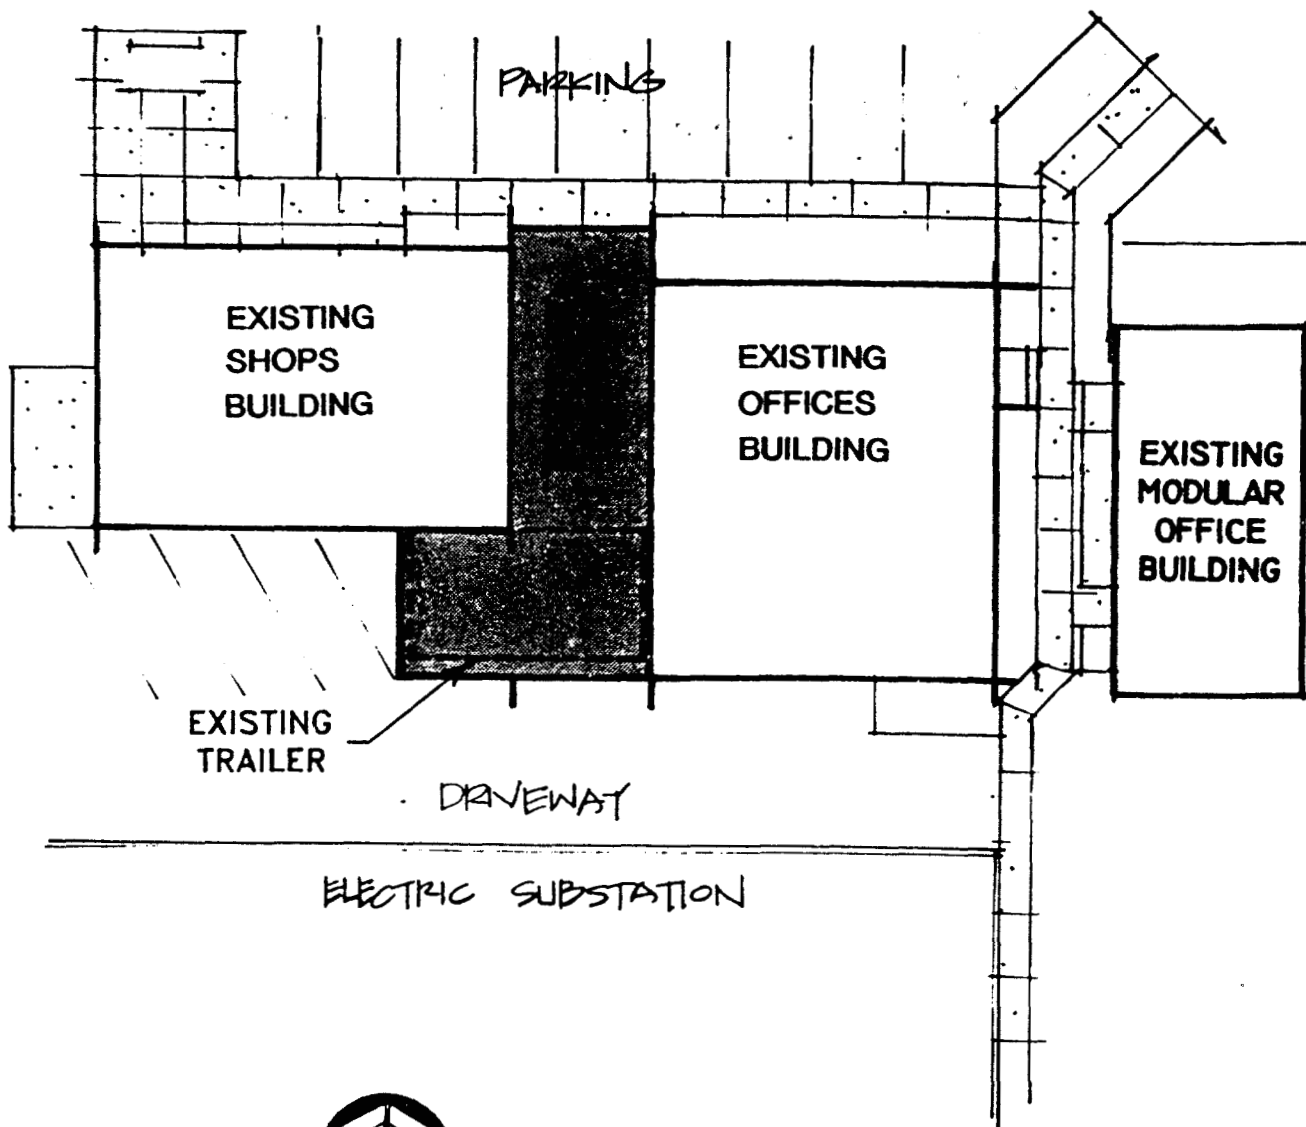 PARKING
EXISTING
SHOPS
BUILDING
EXISTING
OFFICES
BUILDING
EXISTING
MODULAR
OFFICE
BUILDING
EXISTING
TRAILER
DRIVEWAY
ELECTRIC SUBSTATION